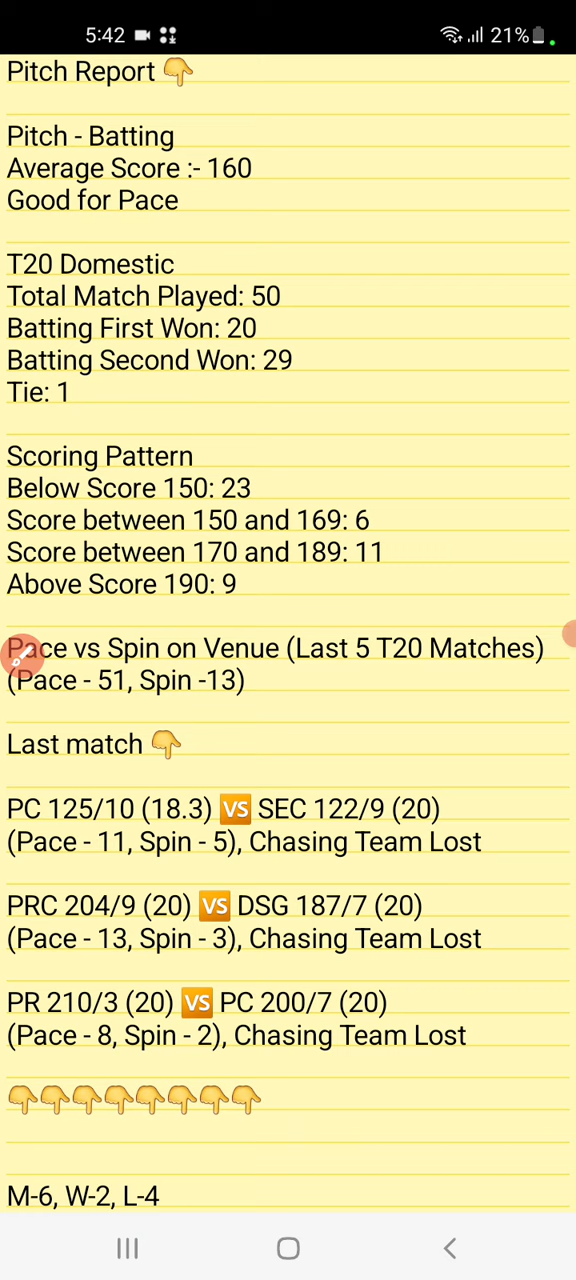 5:42
21%
Pitch Report 👇
Pitch - Batting
Average Score :- 160
Good for Pace
T20 Domestic
Total Match Played: 50
Batting First Won: 20
Batting Second Won: 29
Tie: 1
Scoring Pattern
Below Score 150: 23
Score between 150 and 169: 6
Score between 170 and 189: 11
Above Score 190: 9
Pace vs Spin on Venue (Last 5 T20 Matches)
(Pace - 51, Spin -13)
Last match 👇
PC 125/10 (18.3) 🆚 SEC 122/9 (20)
(Pace - 11, Spin - 5), Chasing Team Lost
PRC 204/9 (20) 🆚 DSG 187/7 (20)
(Pace - 13, Spin - 3), Chasing Team Lost
PR 210/3 (20) 🆚 PC 200/7 (20)
(Pace - 8, Spin - 2), Chasing Team Lost
👇👇👇👇👇👇👇👇
M-6, W-2, L-4